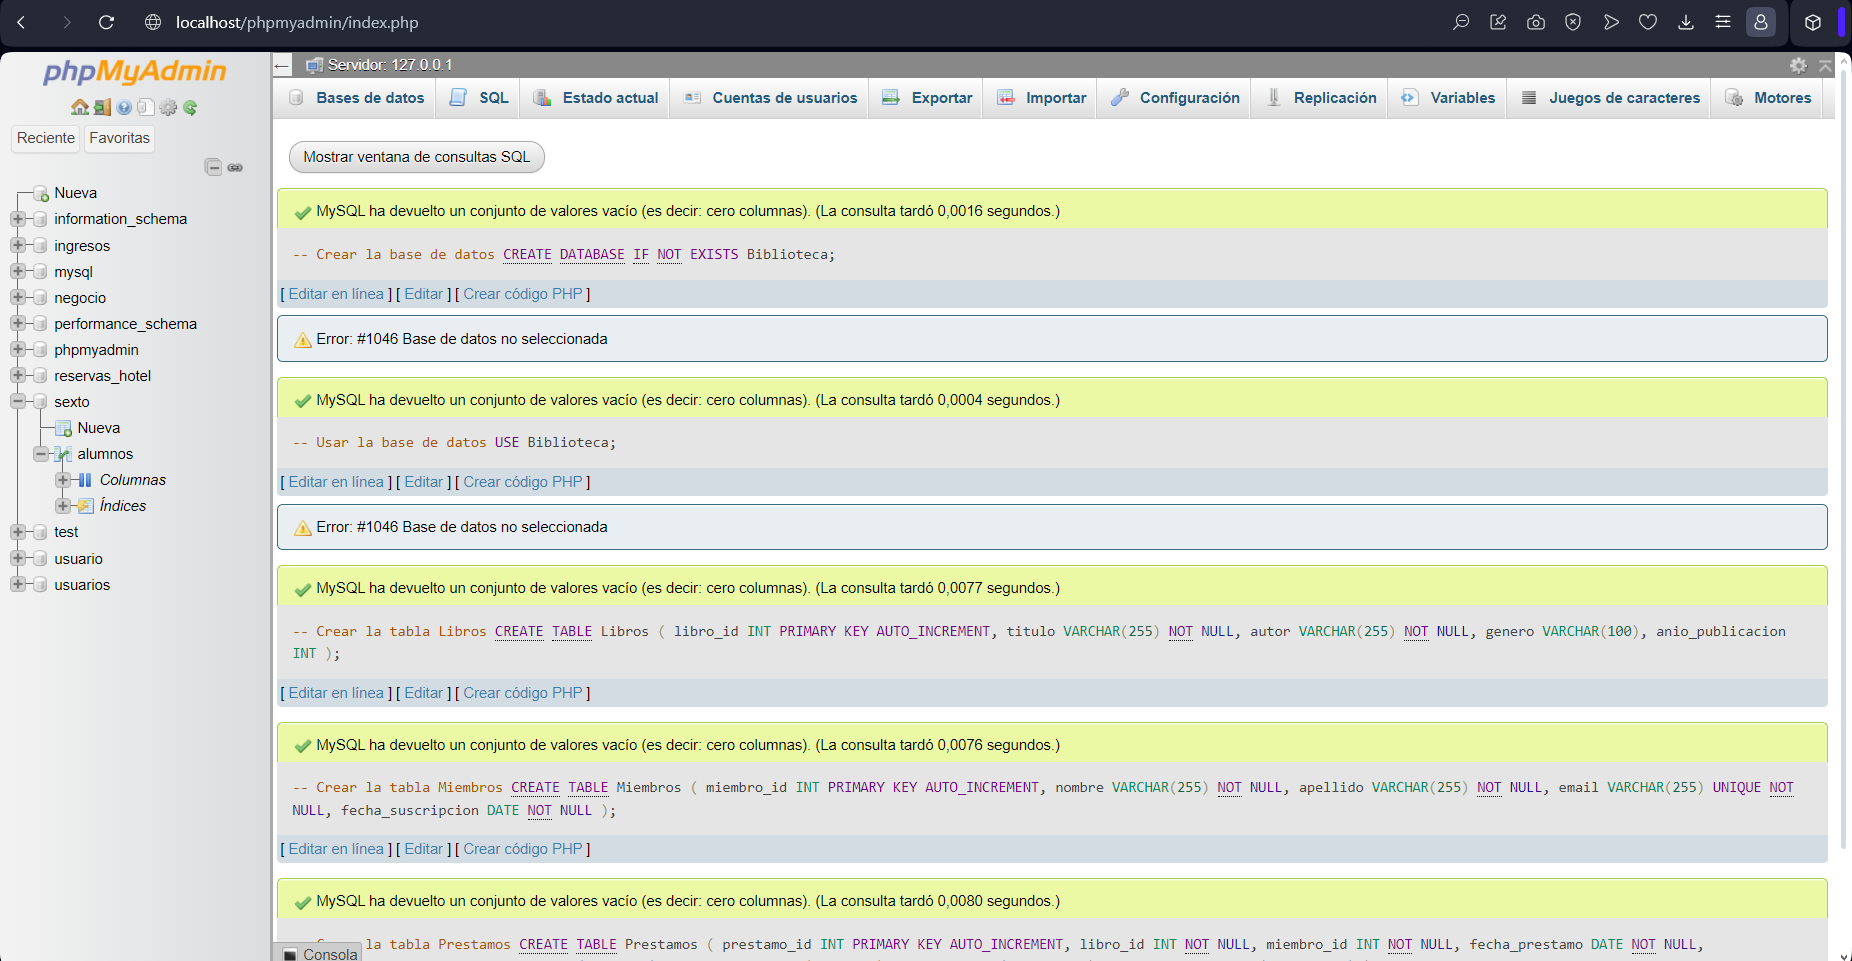 localhost/phpmyadmin/index.php
phpMyAdmin
Reciente Favoritas
Nueva
information_schema
ingresos
mysql
negocio
performance_schema
phpmyadmin
reservas_hotel
sexto
Nueva
alumnos
Columnas
Índices
test
usuario
usuarios
Servidor: 127.0.0.1
Bases de datos SQL Estado actual Cuentas de usuarios Exportar Importar Configuración Replicación Variables Juegos de caracteres Motores
Mostrar ventana de consultas SQL
MySQL ha devuelto un conjunto de valores vacío (es decir: cero columnas). (La consulta tardó 0,0016 segundos.)
-- Crear la base de datos CREATE DATABASE IF NOT EXISTS Biblioteca;
[ Editar en línea ] [ Editar ] [ Crear código PHP ]
Error: #1046 Base de datos no seleccionada
MySQL ha devuelto un conjunto de valores vacío (es decir: cero columnas). (La consulta tardó 0,0004 segundos.)
-- Usar la base de datos USE Biblioteca;
[ Editar en línea ] [ Editar ] [ Crear código PHP ]
Error: #1046 Base de datos no seleccionada
MySQL ha devuelto un conjunto de valores vacío (es decir: cero columnas). (La consulta tardó 0,0077 segundos.)
-- Crear la tabla Libros CREATE TABLE Libros ( libro_id INT PRIMARY KEY AUTO_INCREMENT, titulo VARCHAR(255) NOT NULL, autor VARCHAR(255) NOT NULL, genero VARCHAR(100), anio_publicacion
INT );
[ Editar en línea ] [ Editar ] [ Crear código PHP ]
MySQL ha devuelto un conjunto de valores vacío (es decir: cero columnas). (La consulta tardó 0,0076 segundos.)
-- Crear la tabla Miembros CREATE TABLE Miembros ( miembro_id INT PRIMARY KEY AUTO_INCREMENT, nombre VARCHAR(255) NOT NULL, apellido VARCHAR(255) NOT NULL, email VARCHAR(255) UNIQUE NOT
NULL, fecha_suscripcion DATE NOT NULL );
[ Editar en línea ] [ Editar ] [ Crear código PHP ]
MySQL ha devuelto un conjunto de valores vacío (es decir: cero columnas). (La consulta tardó 0,0080 segundos.)
la tabla Prestamos CREATE TABLE Prestamos ( prestamo_id INT PRIMARY KEY AUTO_INCREMENT, libro_id INT NOT NULL, miembro_id INT NOT NULL, fecha_prestamo DATE NOT NULL,
Consola